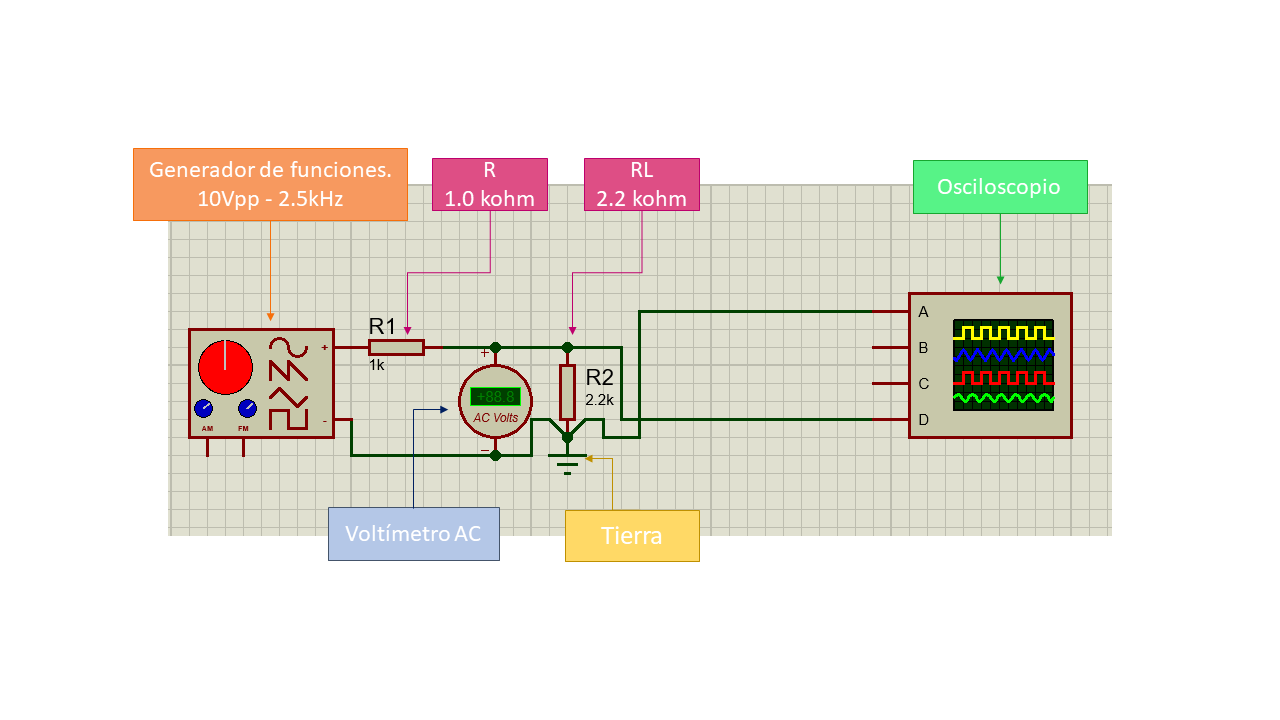 Generador de funciones.
10Vpp - 2.5kHz
R
1.0 kohm
RL
2.2 kohm
Osciloscopio
R1
1k
+
-
AM
FM
+
+88.8
AC Volts
−
R2
2.2k
A
B
C
D
Voltímetro AC
Tierra